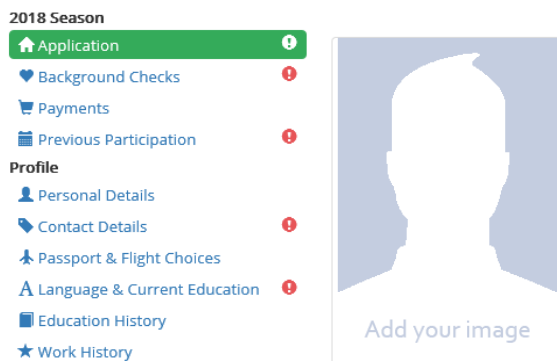 2018 Season
Application
Background Checks
Payments
Previous Participation
Profile
Personal Details
Contact Details
Passport & Flight Choices
Language & Current Education
Education History
Work History
Add your image